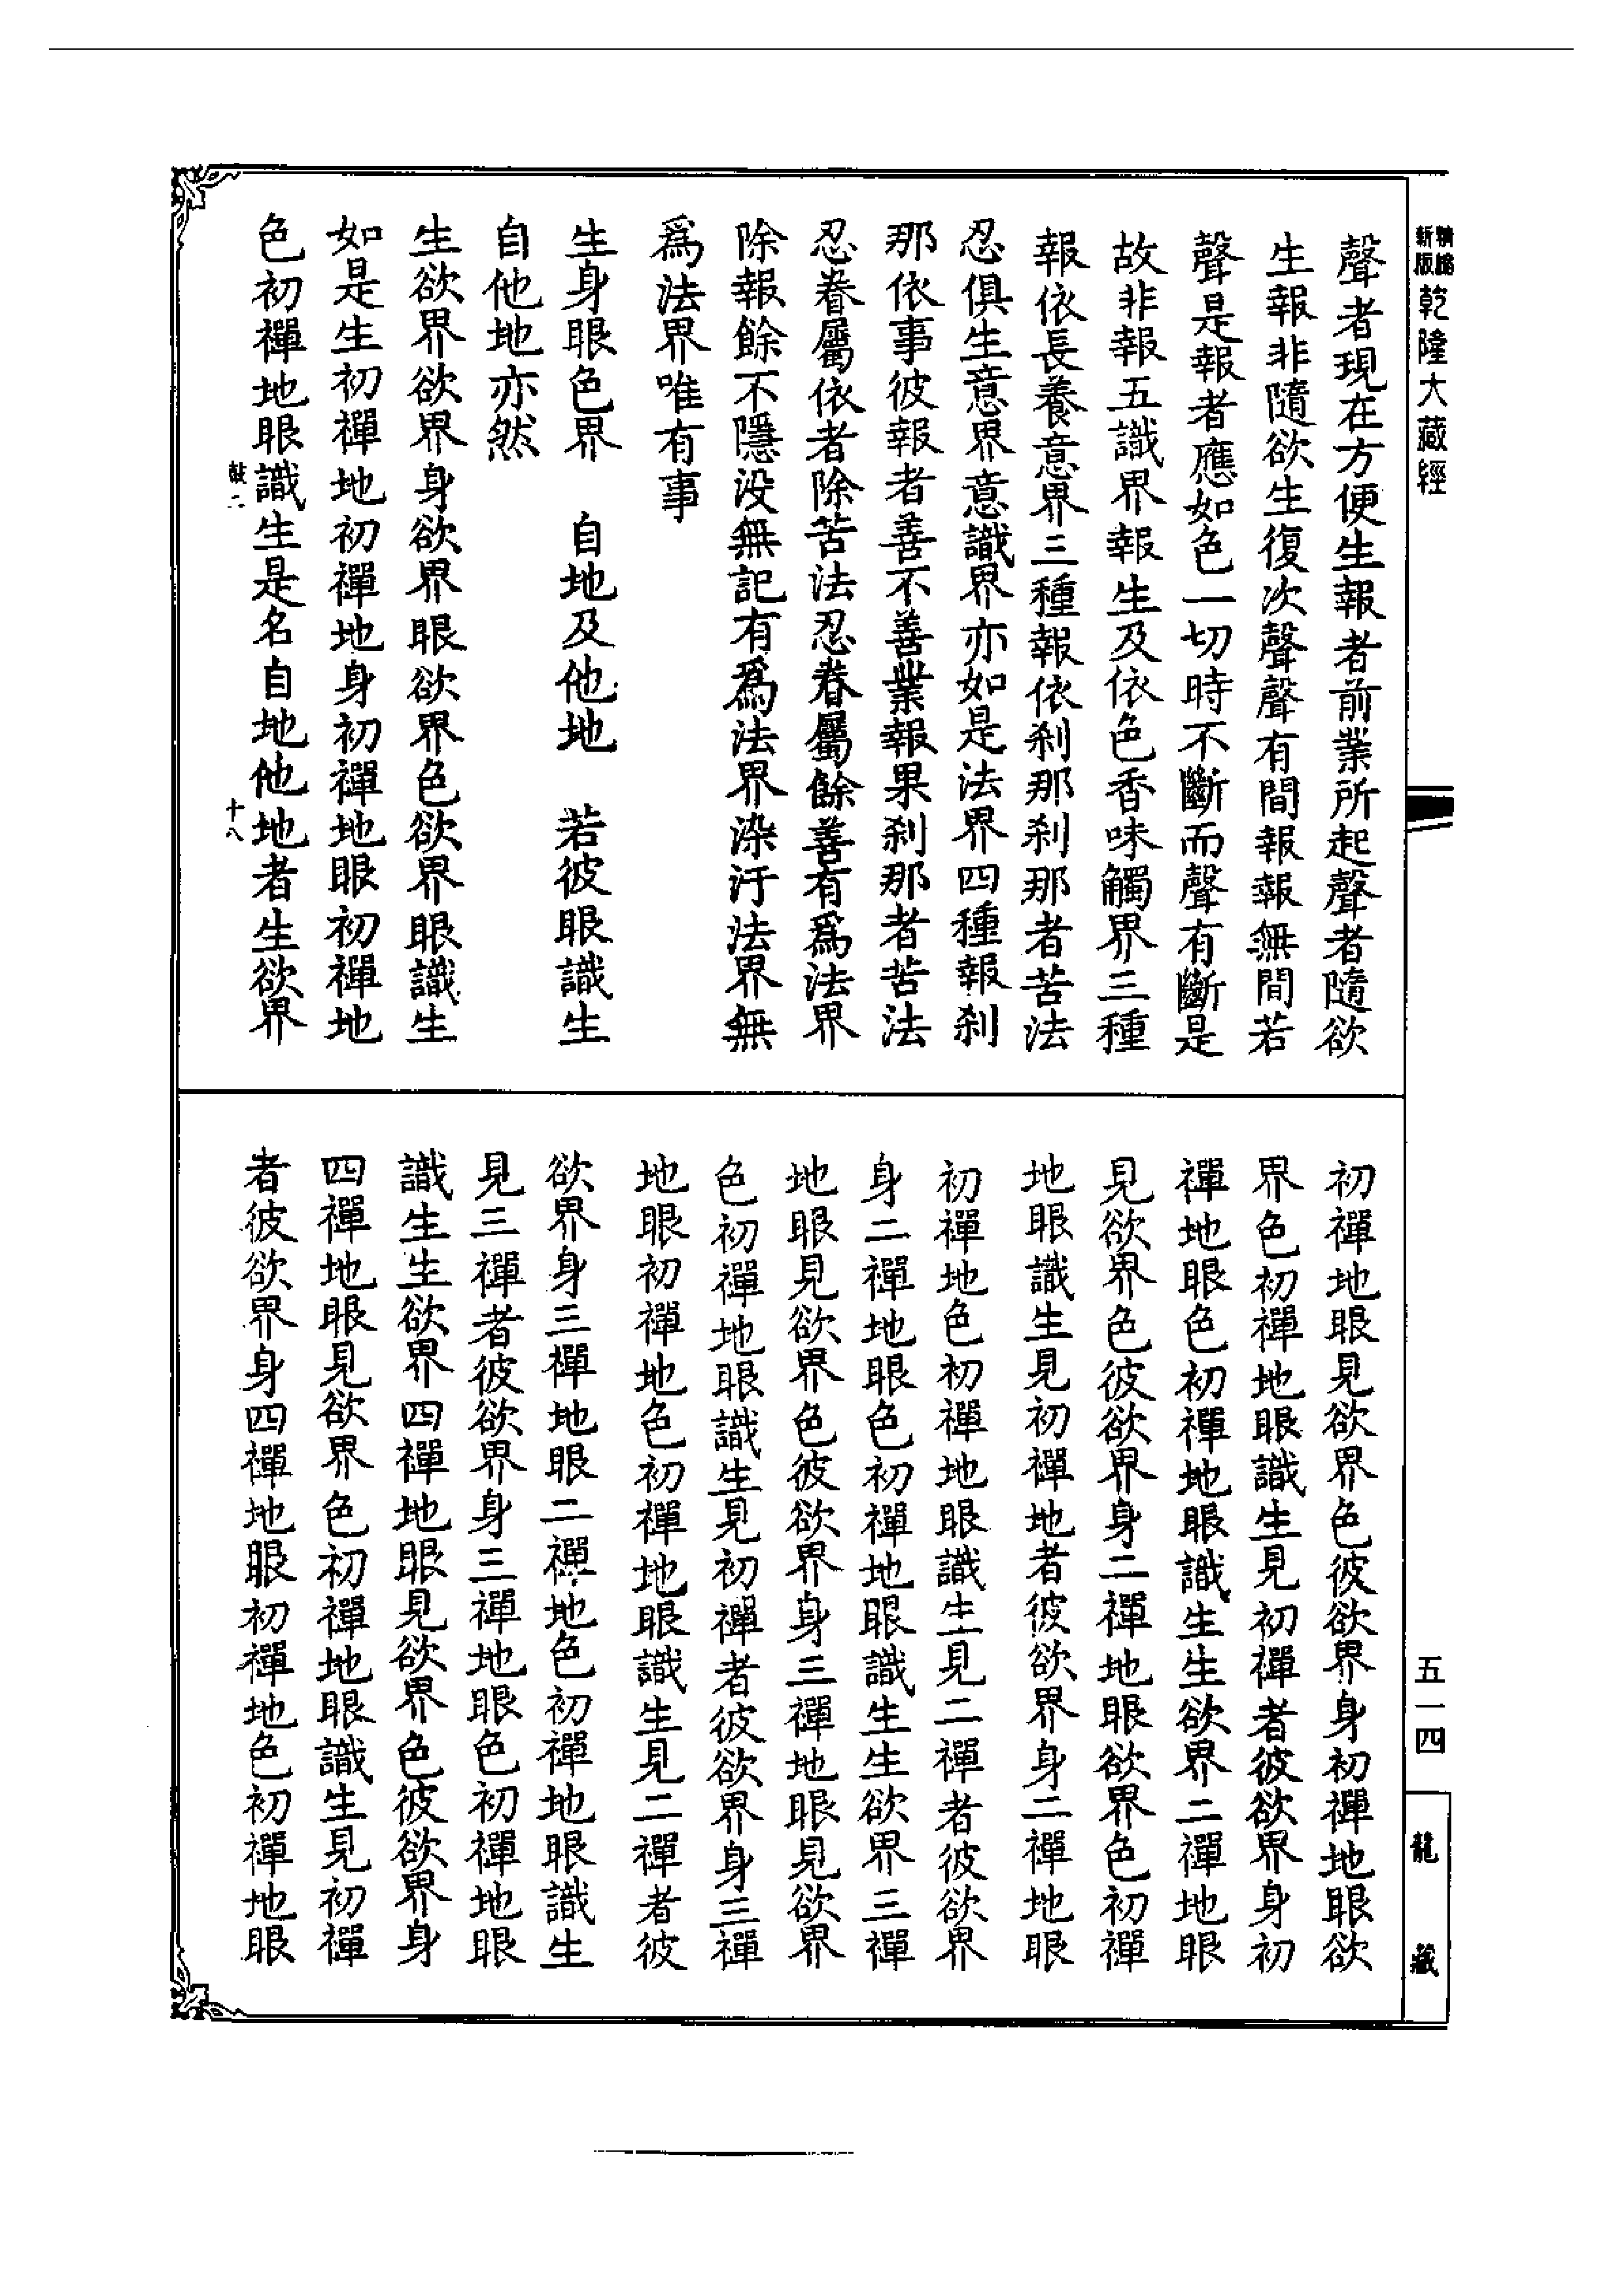 新版精縮乾隆大藏經
聲者現在方便生報者前業所起聲者隨欲
生報非隨欲生復次聲聲有間報報無間若
聲是報者應如色一切時不斷而聲有斷是
故非報五識界報生及依色香味觸界三種
報依長養意界三種報依刹那刹那者苦法
忍俱生意界意識界亦如是法界四種報刹
那依事彼報者善不善業報果刹那者苦法
忍眷屬依者除苦法忍眷屬餘善有爲法界
除報餘不隱没無記有爲法界染汙法界無
爲法界唯有事
生身眼色界　自地及他地　若彼眼識生
自他地亦然
生欲界欲界身欲界眼欲界色欲界眼識生
如是生初禪地初禪地身初禪地眼初禪地
色初禪地眼識生是名自地他地者生欲界
十八
初禪地眼見欲界色彼欲界身初禪地眼欲
界色初禪地眼識生見初禪者彼欲界身初
禪地眼色初禪地眼識生生欲界二禪地眼
見欲界色彼欲界身二禪地眼欲界色初禪
地眼識生見初禪地者彼欲界身二禪地眼
初禪地色初禪地眼識生見二禪者彼欲界
身二禪地眼色初禪地眼識生生欲界三禪
地眼見欲界色彼欲界身三禪地眼見欲界
色初禪地眼識生見初禪者彼欲界身三禪
地眼初禪地色初禪地眼識生見二禪者彼
欲界身三禪地眼二禪地色初禪地眼識生
見三禪者彼欲界身三禪地眼色初禪地眼
識生生欲界四禪地眼見欲界色彼欲界身
四禪地眼見欲界色初禪地眼識生見初禪
者彼欲界身四禪地眼初禪地色初禪地眼
五一四
龍藏